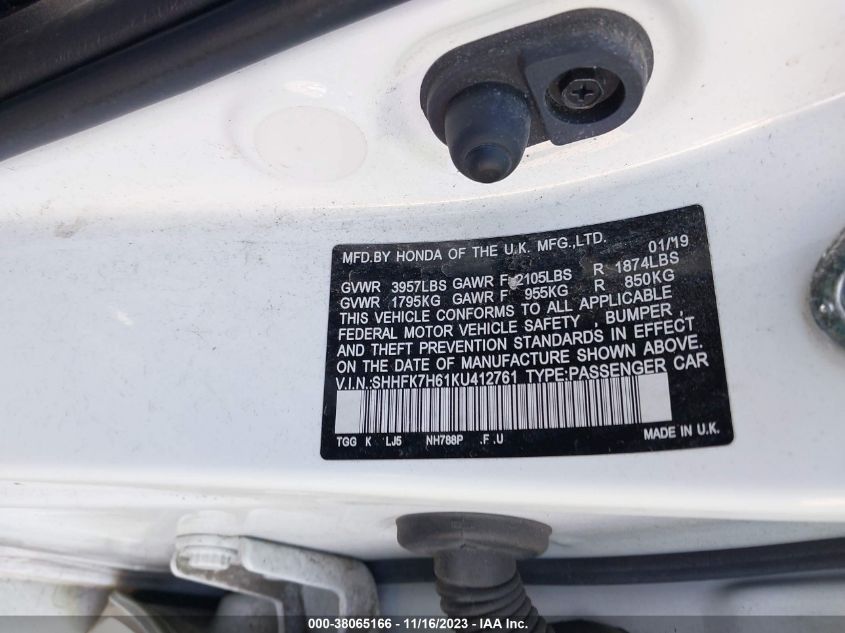 MFD.BY HONDA OF THE U.K. MFG.,LTD. 01/19
GVWR 3957LBS GAWR F 2105LBS R 1874LBS
GVWR 1795KG GAWR F 955KG R 850KG
THIS VEHICLE CONFORMS TO ALL APPLICABLE
FEDERAL MOTOR VEHICLE SAFETY , BUMPER ,
AND THEFT PREVENTION STANDARDS IN EFFECT
ON THE DATE OF MANUFACTURE SHOWN ABOVE.
V.I.N.:SHHFK7H61KU412761 TYPE:PASSENGER CAR
TGG K LJ5 NH788P .F .U MADE IN U.K.
000-38065166 - 11/16/2023 - IAA Inc.